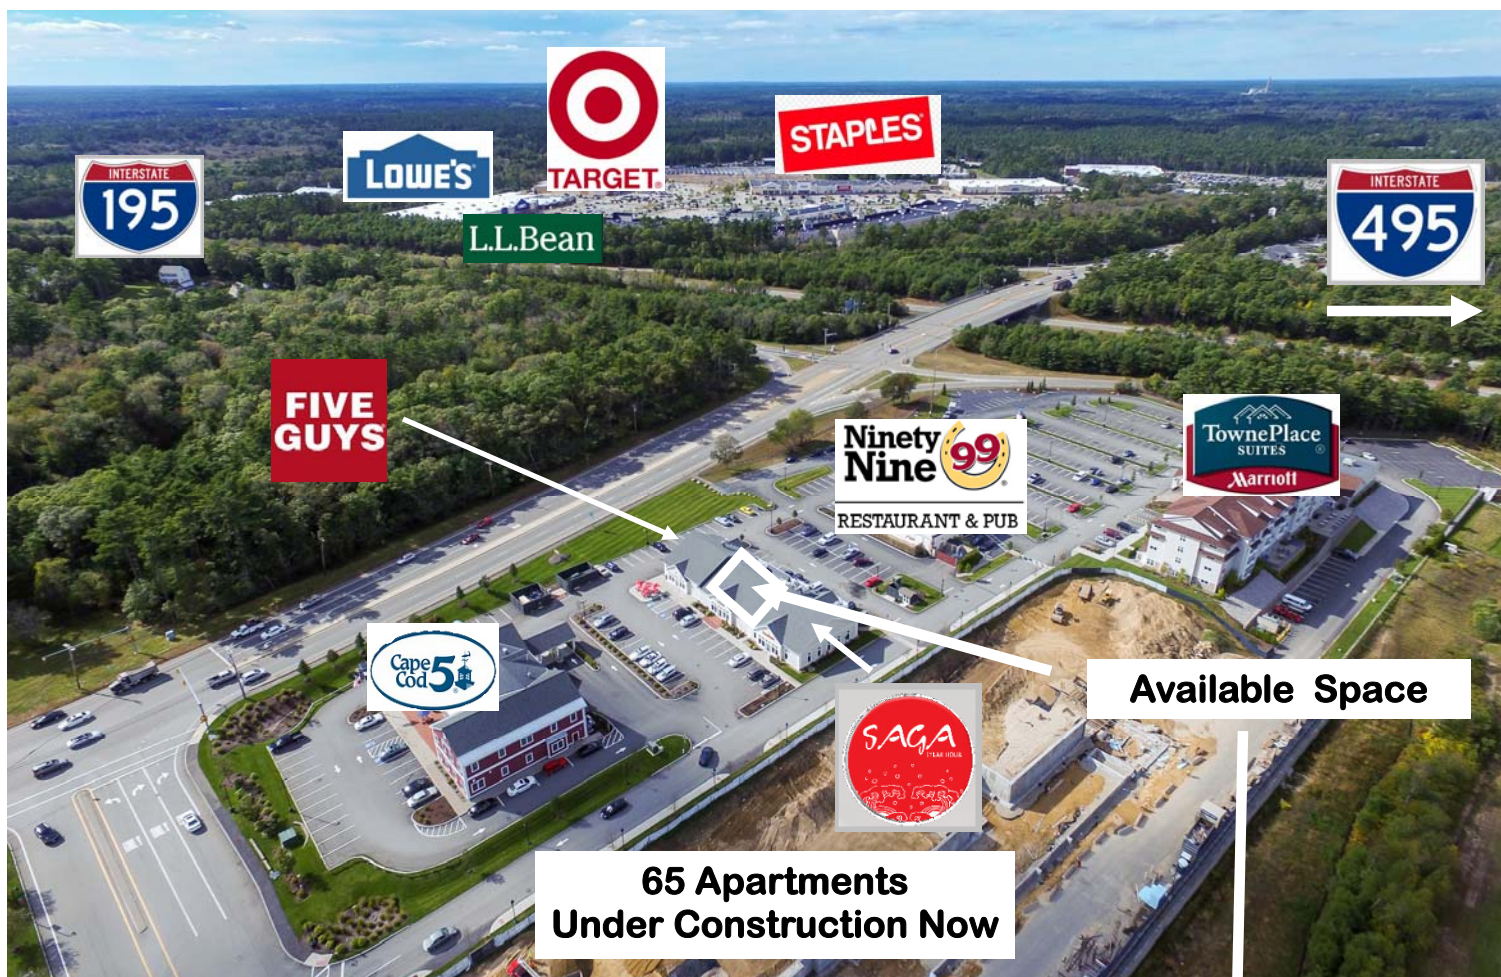 TARGET
STAPLES
LOWE'S
INTERSTATE
195
INTERSTATE
495
L.L.Bean
FIVE
GUYS
Ninety
Nine 99
RESTAURANT & PUB
TownePlace
SUITES
Marriott
Cape
Cod 5
Available Space
SAGA
65 Apartments
Under Construction Now